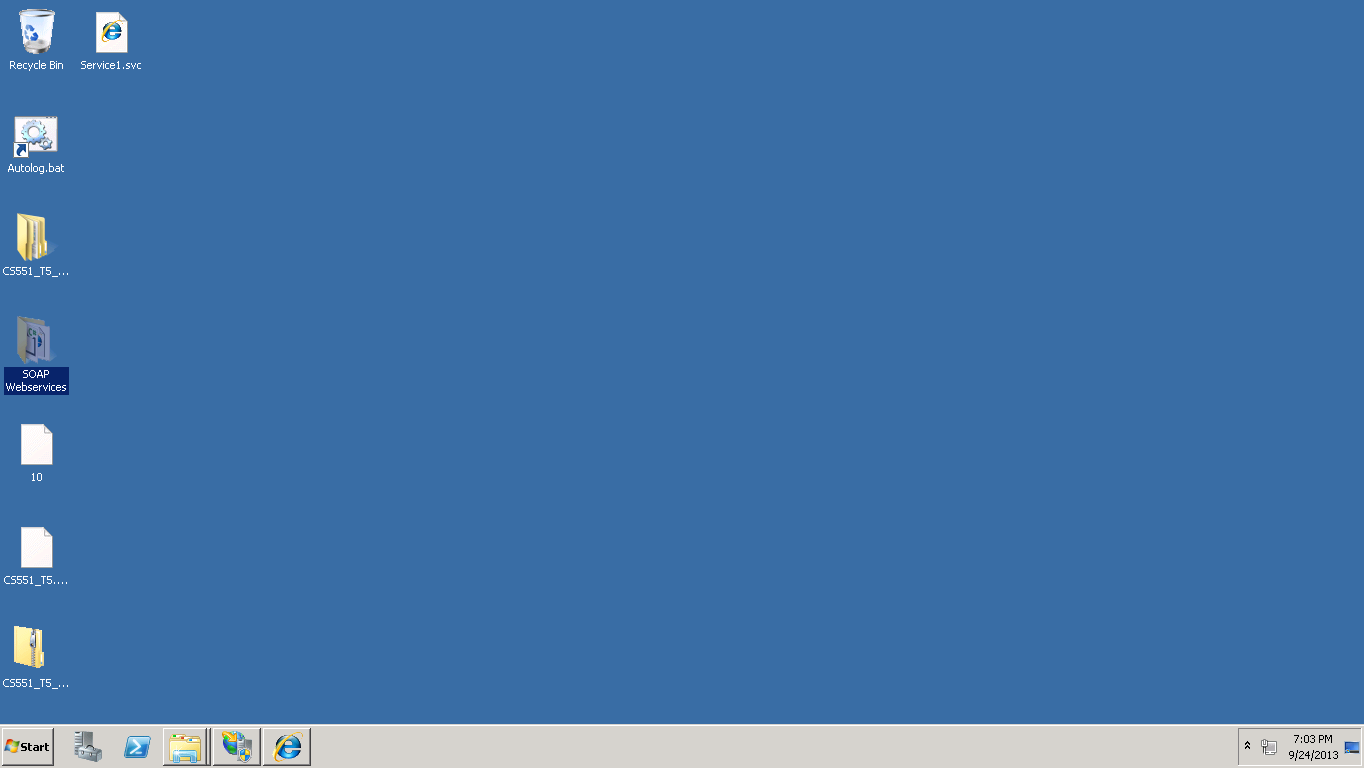 Recycle Bin
Service1.svc
Autolog.bat
CS551_T5_...
SOAP
Webservices
10
CS551_T5....
CS551_T5_...
Start
7:03 PM
9/24/2013